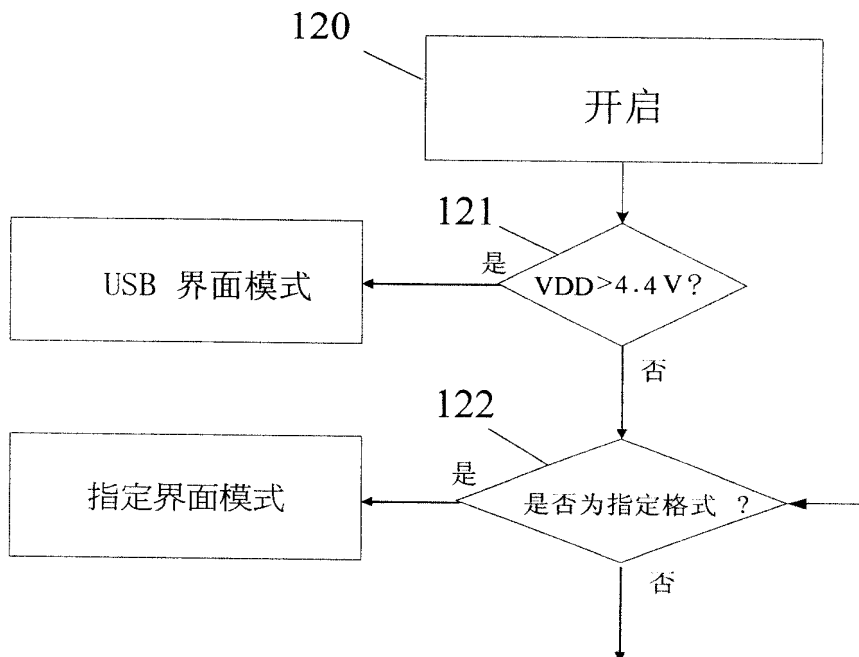 120
开启
121
是
USB 界面模式
VDD>4.4V?
否
122
是
指定界面模式
是否为指定格式 ?
否